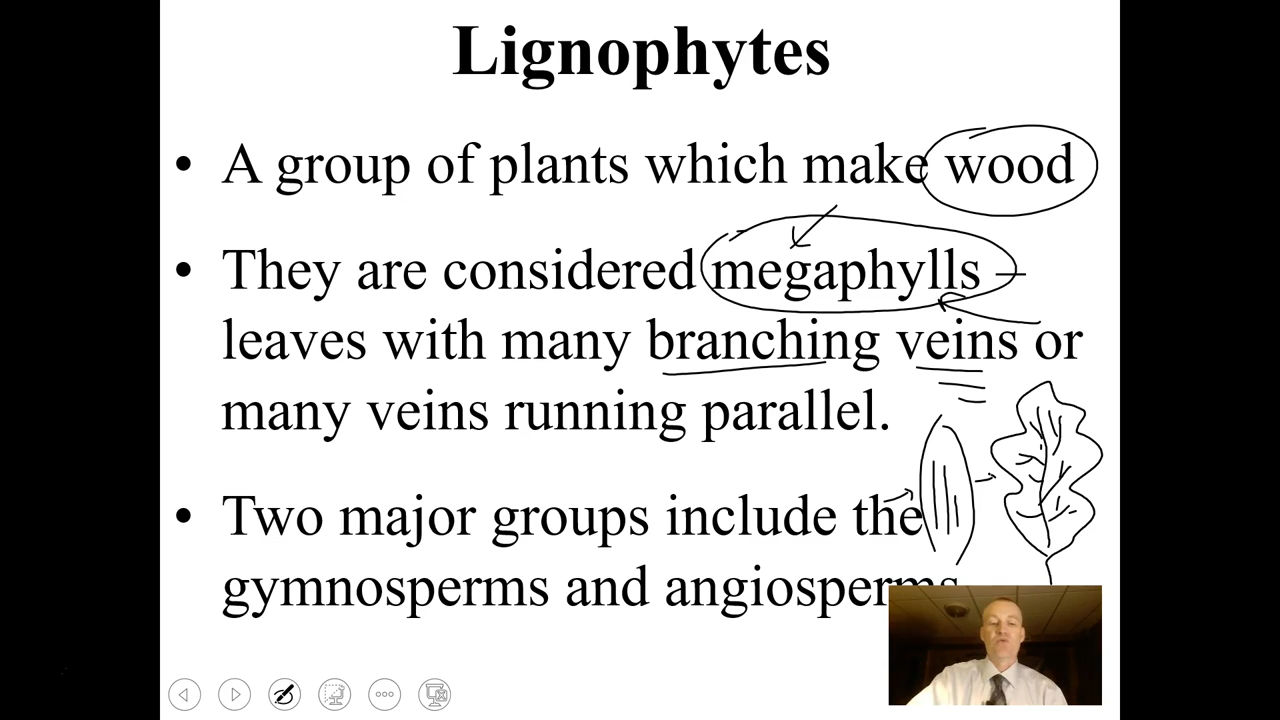 Lignophytes
• A group of plants which make wood
• They are considered megaphylls –
leaves with many branching veins or
many veins running parallel.
• Two major groups include the
gymnosperms and angiosperms